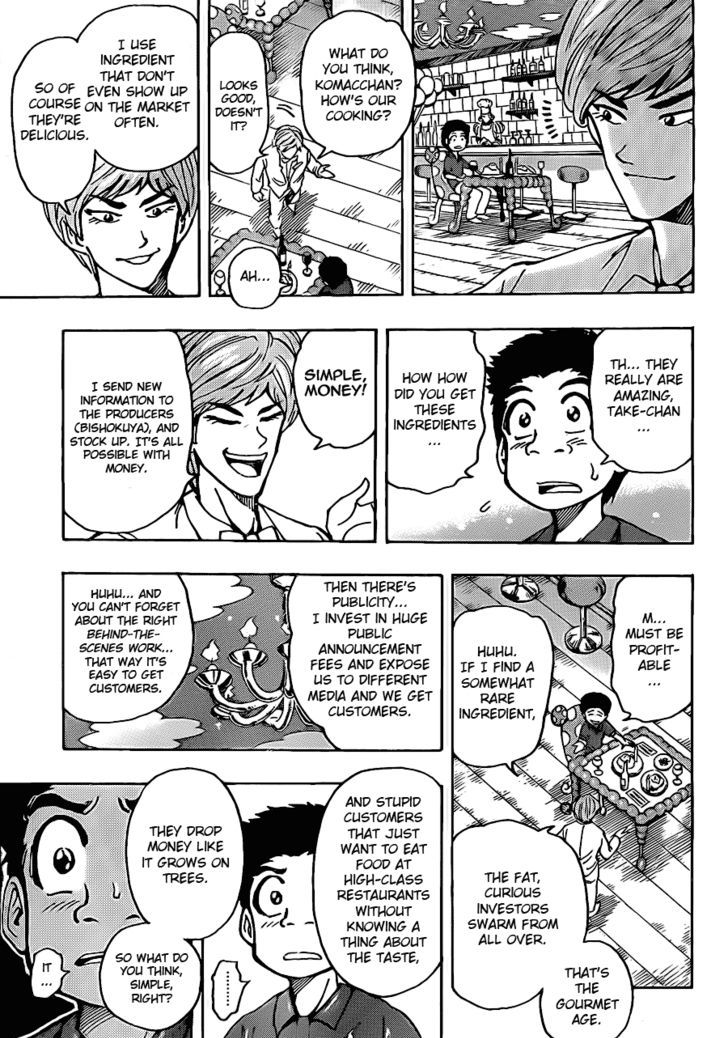 WHAT DO
YOU THINK,
KOMACCHAN?
HOW'S OUR
COOKING?
LOOKS
GOOD,
DOESN'T
IT?
AH...
I USE
INGREDIENT
THAT DON'T
EVEN SHOW UP
ON THE MARKET
OFTEN.
SO OF
COURSE
THEY'RE
DELICIOUS.
TH... THEY
REALLY ARE
AMAZING,
TAKE-CHAN
...
HOW HOW
DID YOU GET
THESE
INGREDIENTS
...
SIMPLE,
MONEY!
I SEND NEW
INFORMATION TO
THE PRODUCERS
(BISHOKUYA), AND
STOCK UP. IT'S ALL
POSSIBLE WITH
MONEY.
M...
MUST BE
PROFIT-
ABLE
...
HUHU.
IF I FIND A
SOMEWHAT
RARE
INGREDIENT,
THE FAT,
CURIOUS
INVESTORS
SWARM FROM
ALL OVER.
THAT'S
THE
GOURMET
AGE.
THEN THERE'S
PUBLICITY...
I INVEST IN HUGE
PUBLIC
ANNOUNCEMENT
FEES AND EXPOSE
US TO DIFFERENT
MEDIA AND WE GET
CUSTOMERS.
HUHU... AND
YOU CAN'T FORGET
ABOUT THE RIGHT
BEHIND-THE-
SCENES WORK...
THAT WAY IT'S
EASY TO GET
CUSTOMERS.
AND STUPID
CUSTOMERS
THAT JUST
WANT TO EAT
FOOD AT
HIGH-CLASS
RESTAURANTS
WITHOUT
KNOWING A
THING ABOUT
THE TASTE,
........
THEY DROP
MONEY LIKE
IT GROWS ON
TREES.
SO WHAT DO
YOU THINK,
SIMPLE,
RIGHT?
IT
...